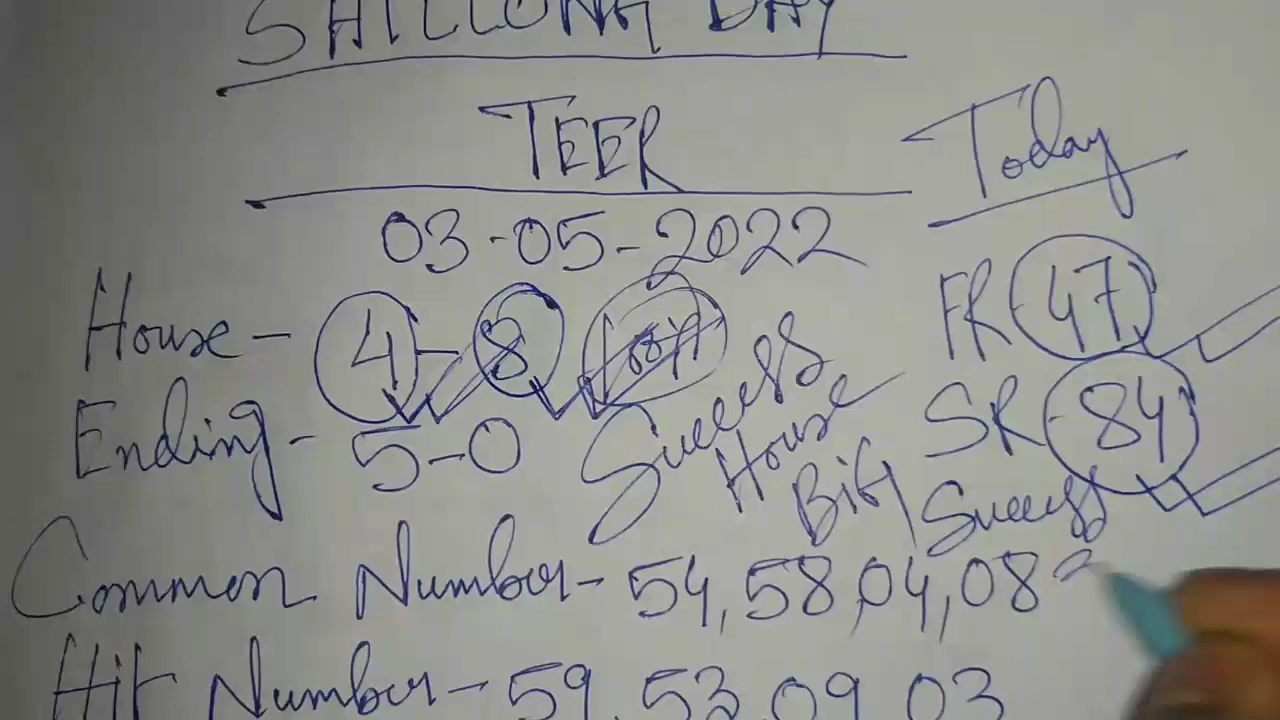 SHILLONG DAY
TEER
Today
03-05-2022
House - 4-8
FR 47
Ending - 5-0
SR 84
Success
House
Big Success
Common Number - 54, 58, 04, 08
Hit Number - 59, 53, 09, 03